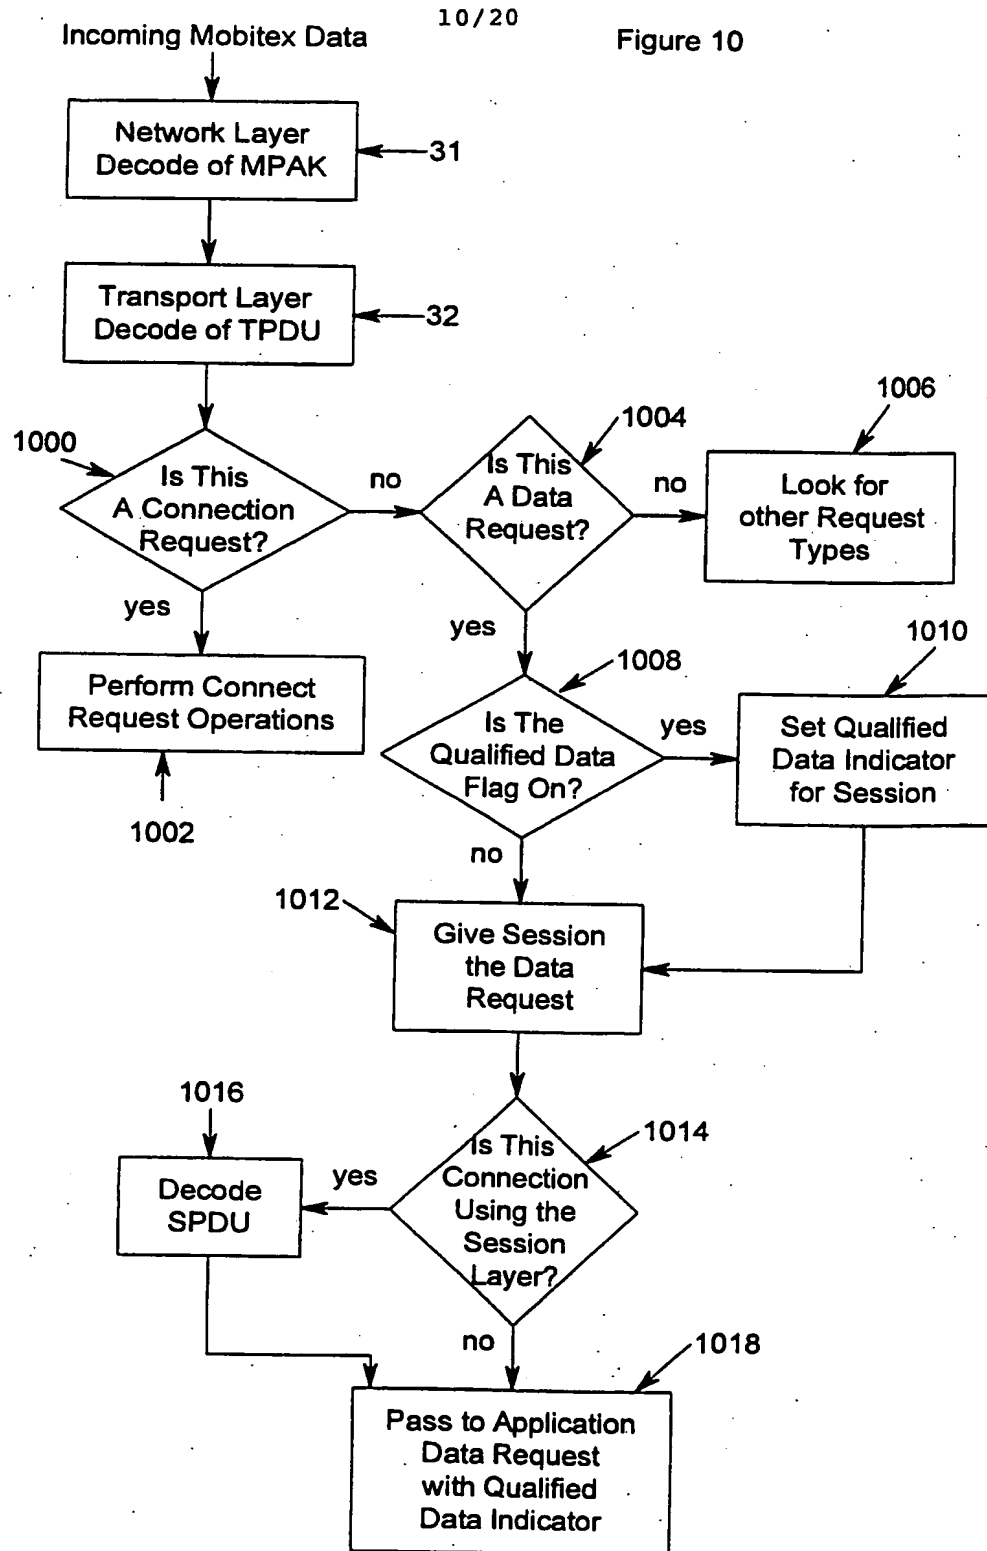 10/20
Incoming Mobitex Data
Figure 10
Network Layer
Decode of MPAK
31
Transport Layer
Decode of TPDU
32
1000
Is This
A Connection
Request?
no
1004
Is This
A Data
Request?
no
1006
Look for
other Request
Types
yes
Perform Connect
Request Operations
1002
yes
1008
Is The
Qualified Data
Flag On?
yes
1010
Set Qualified
Data Indicator
for Session
no
1012
Give Session
the Data
Request
1014
Is This
Connection
Using the
Session
Layer?
yes
1016
Decode
SPDU
no
1018
Pass to Application
Data Request
with Qualified
Data Indicator